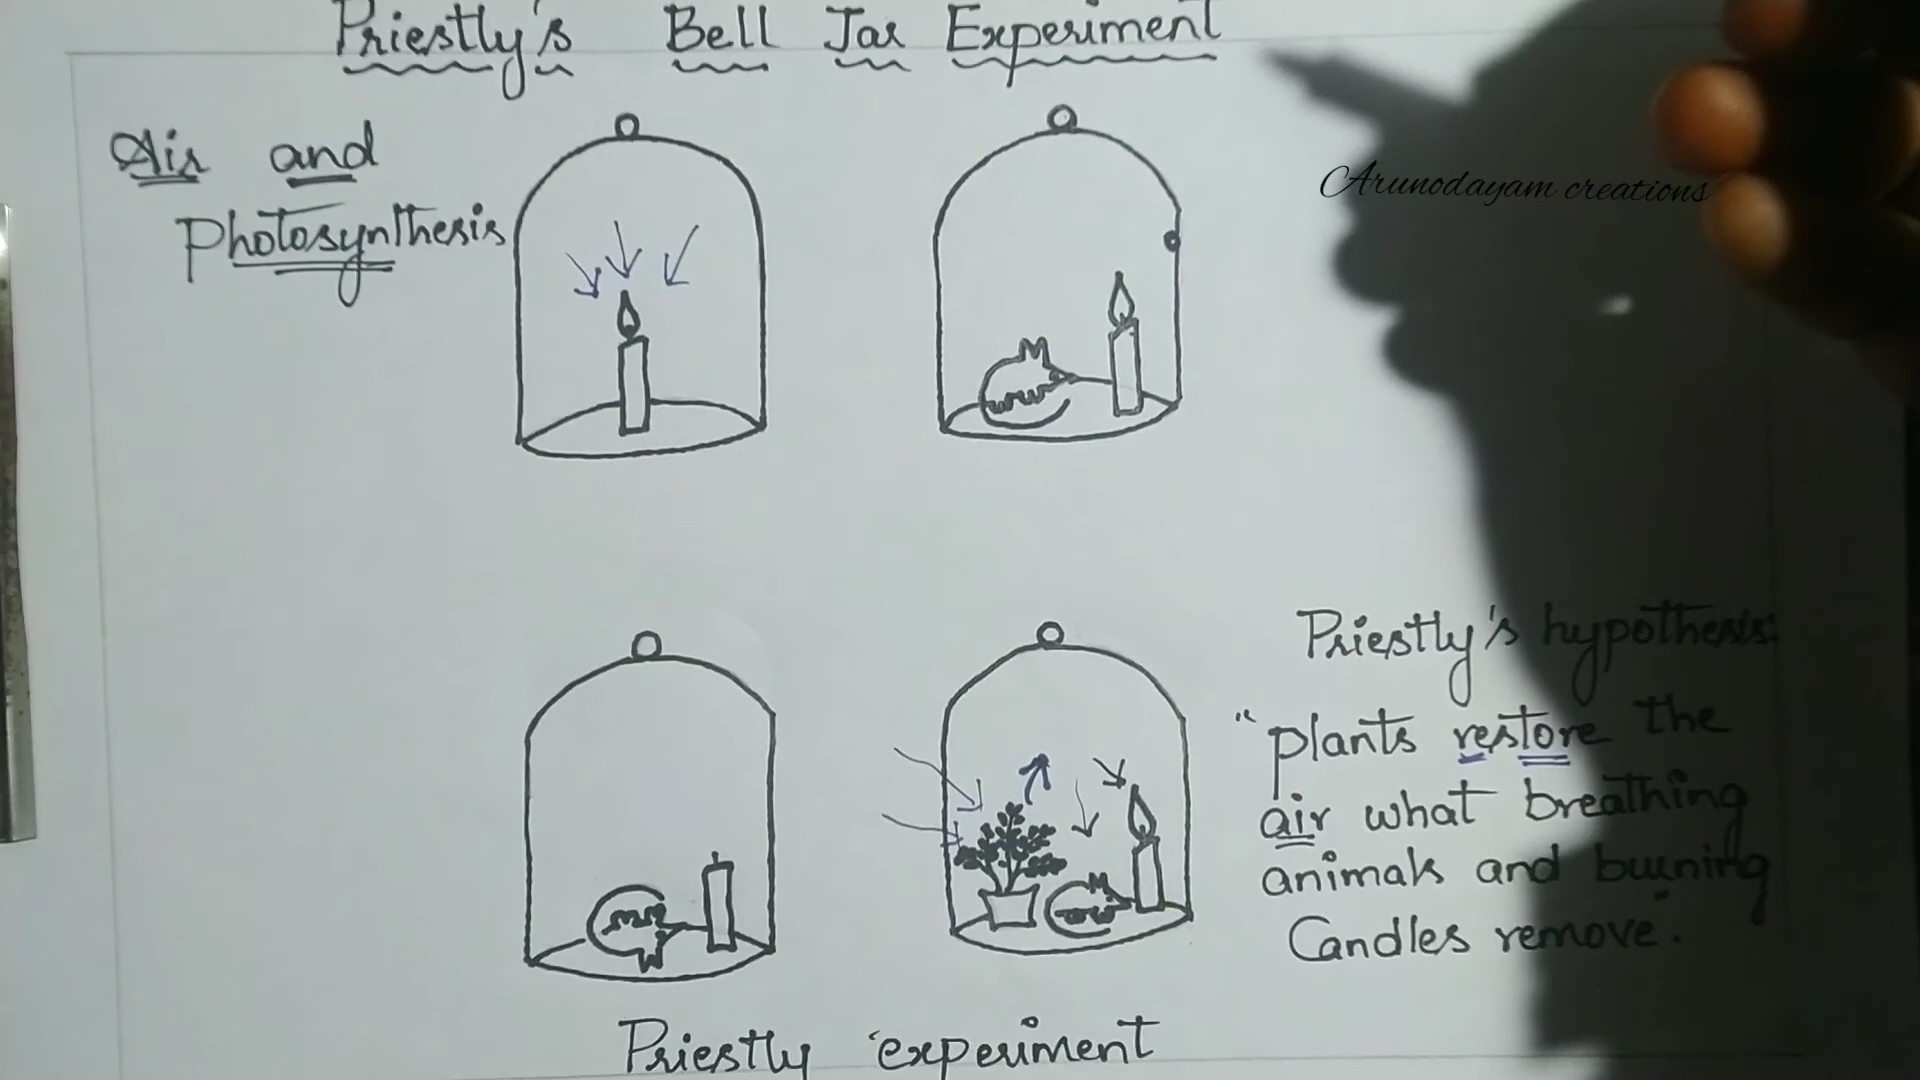 Priestly's Bell Jar Experiment
Air and
Photosynthesis
Arunodayam creations
Priestly's hypothesis:
"plants restore the
air what breathing
animals and burning
Candles remove".
Priestly experiment